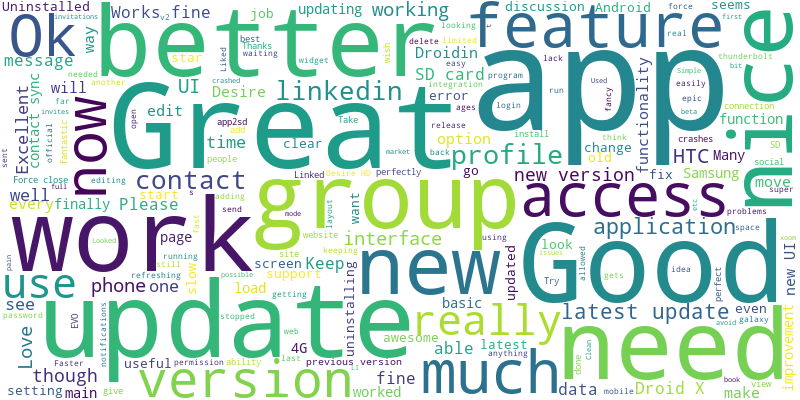 Uninstalled
Ok
better
Works
v2
fine
invitations
job
best
Thanks
waiting
updating
working
looking
discussion
limited
Android
force
real
seems
first
message
way
star
UI
liked
crashed
widget
delete
easy
wish
Droidin
SD card
feature
lack
program
Used
thunderbolt
bit
nice
needed
another
Desire
linkedin
error
ages
login
run
fancy
easily
epic
beta
Simple
connection
Great
app
integration
now
contact sync
Excellent
will
far
invites
official
fantastic
edit
open
app2sd
add
Take
clear
time
people
release
market
back
option
install
think
change
old
functionality
function
crashes
SD
social
sent
Force close
full
editing
well
contact
adding
Linked
Desire HD
perfectly
profile
go
new version
fix
HTC
Many
Samsung
move
super
every
finally
Please
start
s
fast
send
mode
layout
want
group
access
etc
problems
work
Looked
page
slow
site
website
keeping
interface
using
application
space
look
xoom
pain
running
still
refreshing
screen
support
Keep
new
updated
Good
issues
allowed
new UI
use
phone
one
load
getting
uninstalling
basic
Try
gets
idea
perfect
see
possible
password
EVO
notifications
update
stopped
web
awesome
able
latest
really
latest update
even
avoid
galaxy
improvement
Love
Faster
useful
permission
ability
4G
last
previous version
anything
done
Clean
need
though
setting
main
give
version
worked
li
fine
much
data
mobile
Droid X
book
make
view